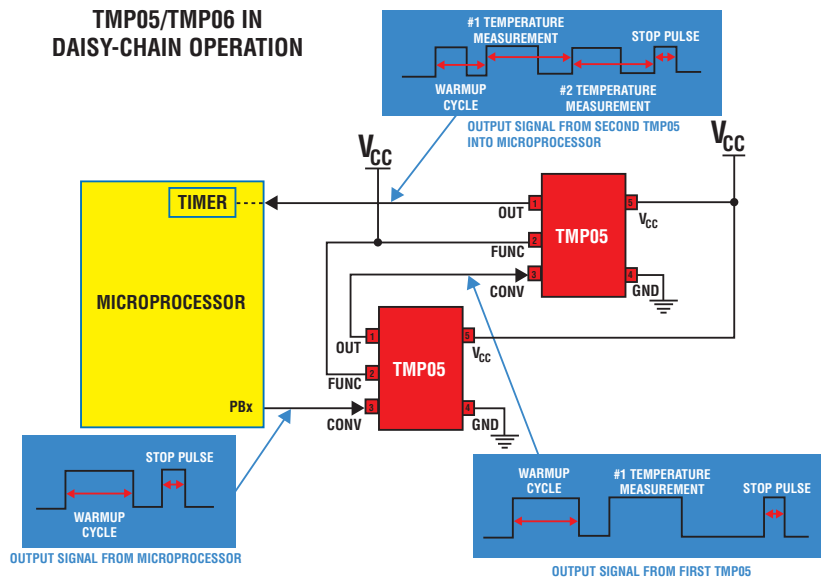 TMP05/TMP06 IN
DAISY-CHAIN OPERATION
#1 TEMPERATURE
MEASUREMENT
STOP PULSE
WARMUP
CYCLE
#2 TEMPERATURE
MEASUREMENT
OUTPUT SIGNAL FROM SECOND TMP05
INTO MICROPROCESSOR
VCC
VCC
TIMER
MICROPROCESSOR
PBx
OUT
FUNC
CONV
1
2
3
TMP05
5
4
VCC
GND
OUT
FUNC
CONV
1
2
3
TMP05
5
4
VCC
GND
STOP PULSE
WARMUP
CYCLE
OUTPUT SIGNAL FROM MICROPROCESSOR
WARMUP
CYCLE
#1 TEMPERATURE
MEASUREMENT
STOP PULSE
OUTPUT SIGNAL FROM FIRST TMP05